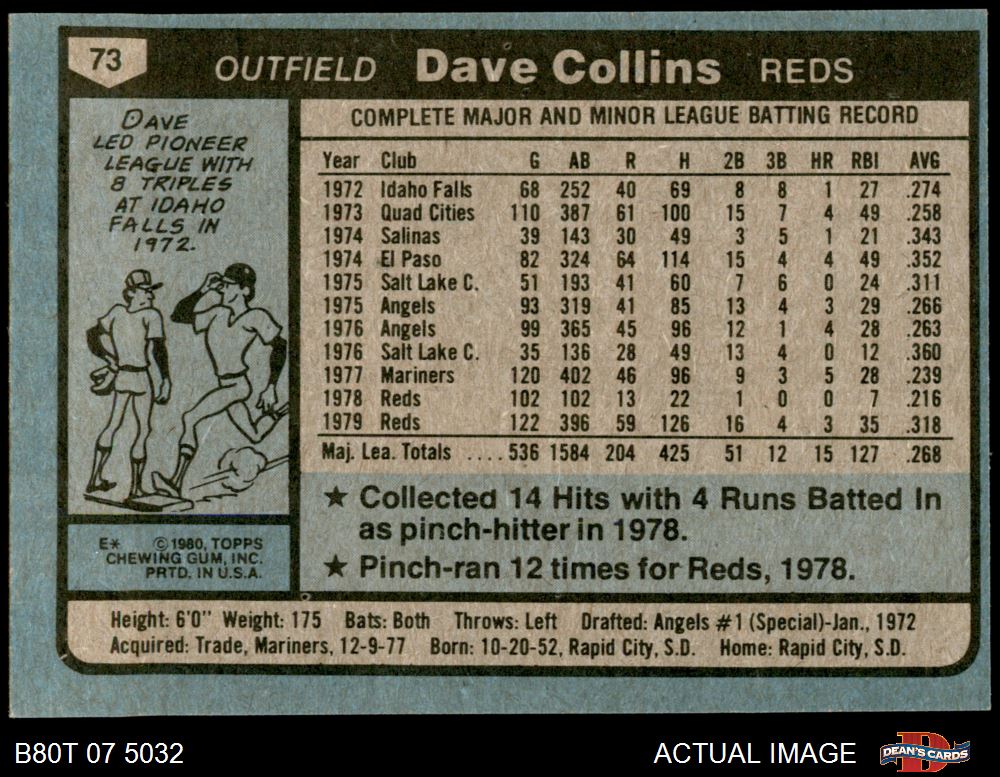 73
OUTFIELD Dave Collins REDS
DAVE
LED PIONEER
LEAGUE WITH
8 TRIPLES
AT IDAHO
FALLS IN
1972.
COMPLETE MAJOR AND MINOR LEAGUE BATTING RECORD
Year Club G AB R H 2B 3B HR RBI AVG
1972 Idaho Falls 68 252 40 69 8 8 1 27 .274
1973 Quad Cities 110 387 61 100 15 7 4 49 .258
1974 Salinas 39 143 30 49 3 5 1 21 .343
1974 El Paso 82 324 64 114 15 4 4 49 .352
1975 Salt Lake C. 51 193 41 60 7 6 0 24 .311
1975 Angels 93 319 41 85 13 4 3 29 .266
1976 Angels 99 365 45 96 12 1 4 28 .263
1976 Salt Lake C. 35 136 28 49 13 4 0 12 .360
1977 Mariners 120 402 46 96 9 3 5 28 .239
1978 Reds 102 102 13 22 1 0 0 7 .216
1979 Reds 122 396 59 126 16 4 3 35 .318
Maj. Lea. Totals .... 536 1584 204 425 51 12 15 127 .268
★ Collected 14 Hits with 4 Runs Batted In
as pinch-hitter in 1978.
★ Pinch-ran 12 times for Reds, 1978.
E* ©1980, TOPPS
CHEWING GUM, INC.
PRTD. IN U.S.A.
Height: 6'0" Weight: 175 Bats: Both Throws: Left Drafted: Angels #1 (Special)-Jan., 1972
Acquired: Trade, Mariners, 12-9-77 Born: 10-20-52, Rapid City, S.D. Home: Rapid City, S.D.
B80T 07 5032 ACTUAL IMAGE DEAN'S CARDS